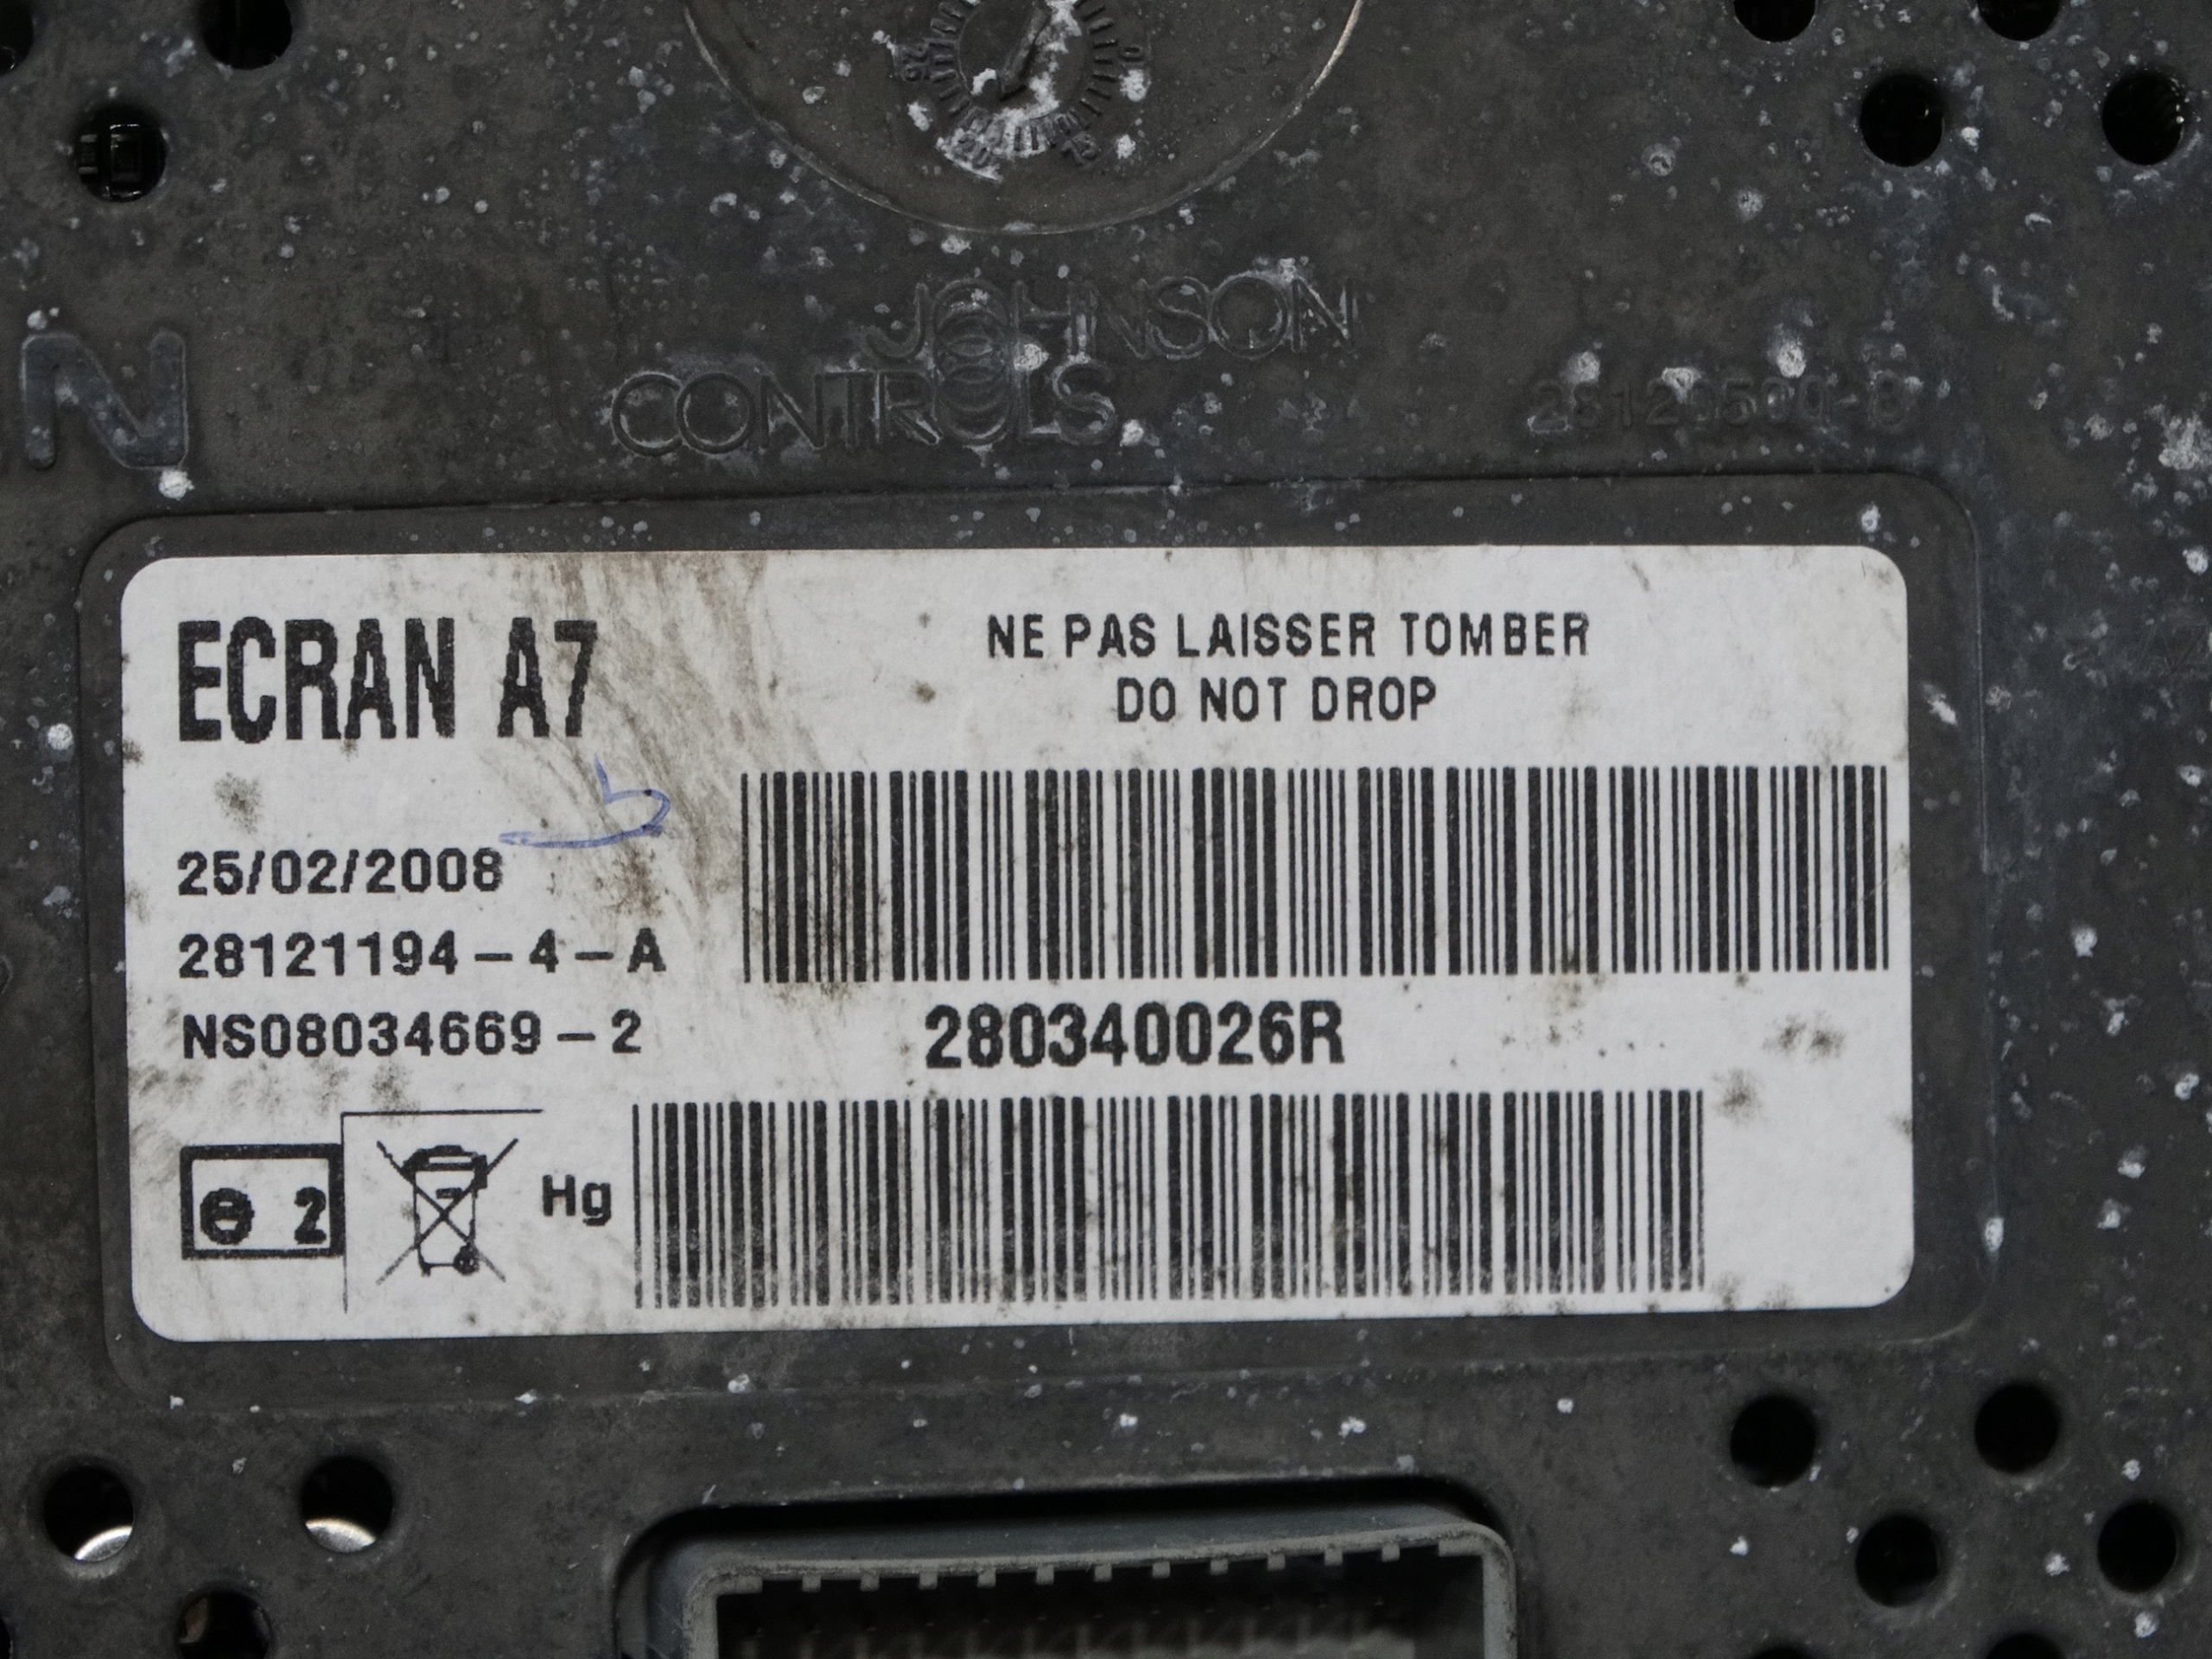 JOHNSON
CONTROLS
N
ECRAN A7
NE PAS LAISSER TOMBER
DO NOT DROP
25/02/2008
28121194-4-A
NS08034669-2
280340026R
2
Hg